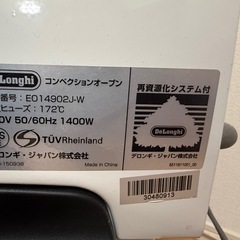 DeLonghi コンベクションオーブン
番号: EO14902J-W
ヒューズ: 172℃
0V 50/60Hz 1400W
TÜVRheinland
デロンギ・ジャパン株式会社
Made in China
再資源化システム付
DeLonghi
デロンギ・ジャパン株式会社
30480913